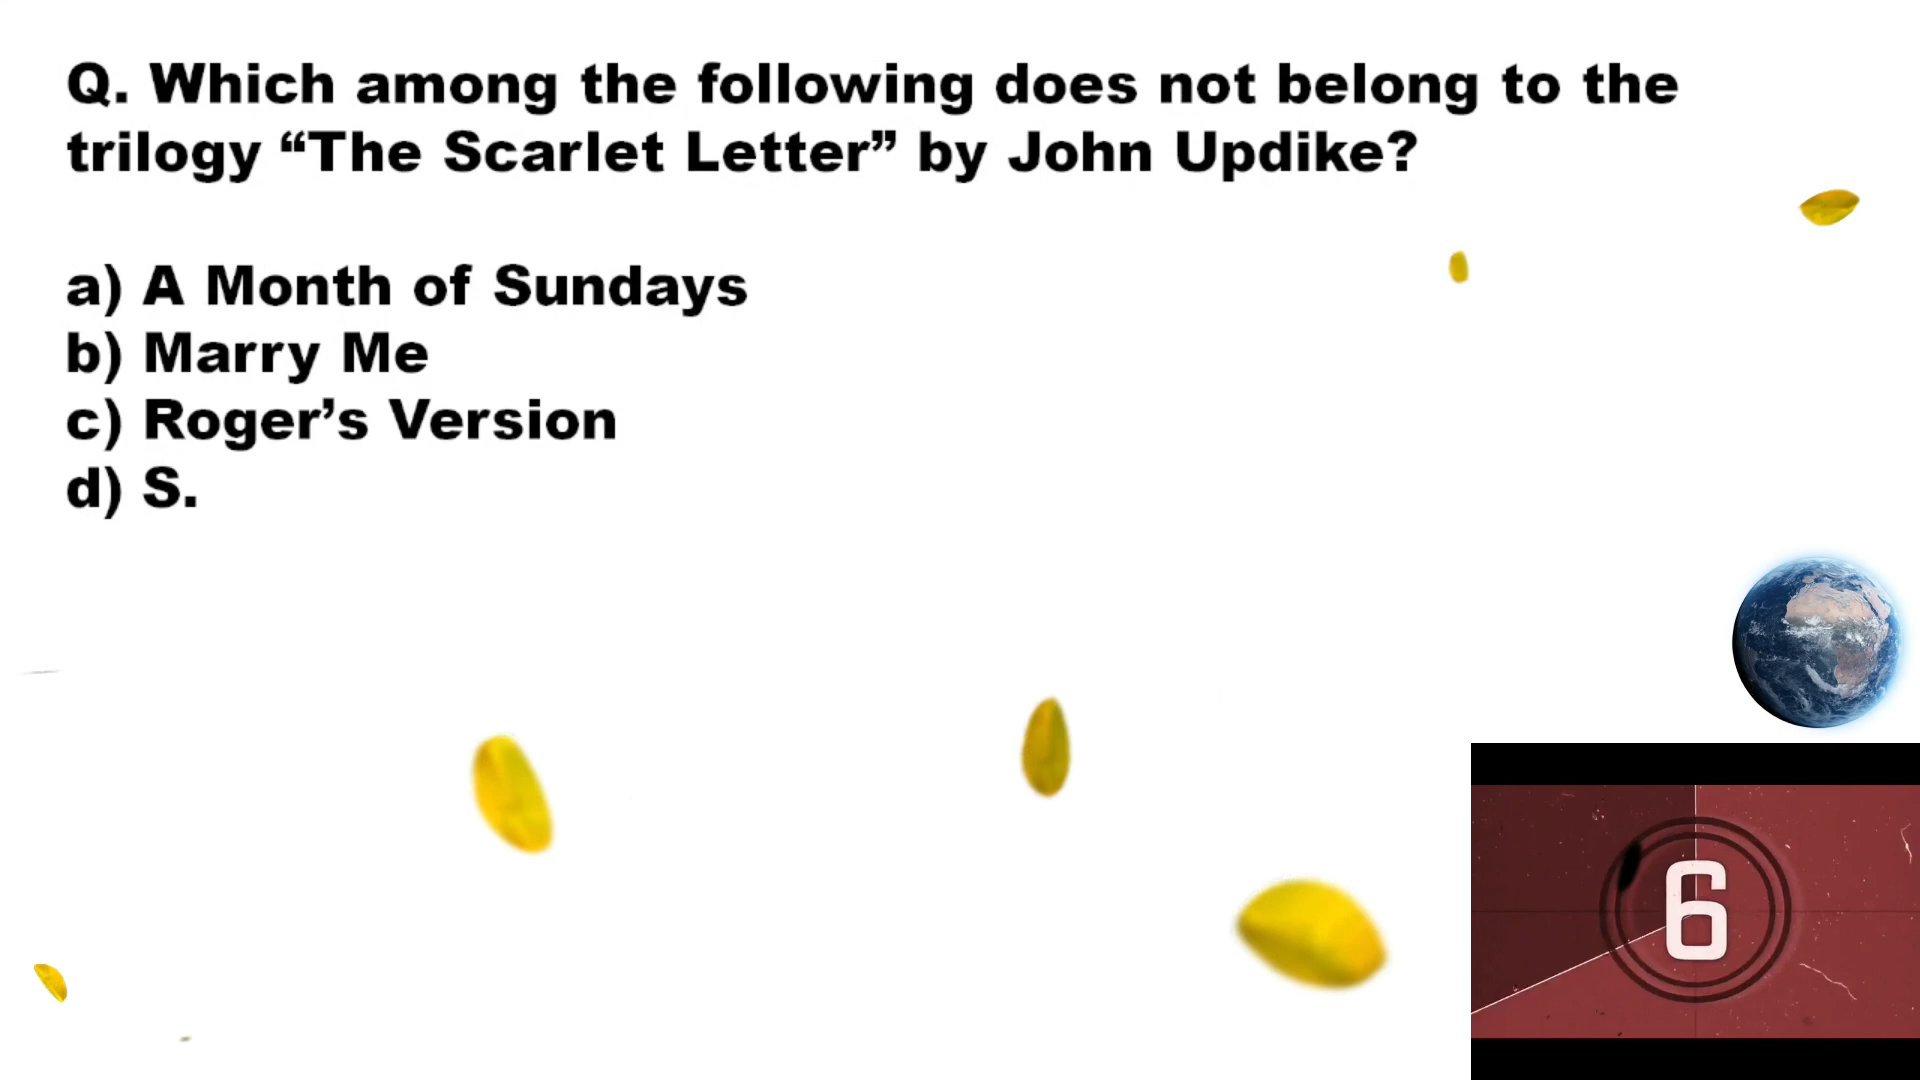 Q. Which among the following does not belong to the
trilogy “The Scarlet Letter” by John Updike?
a) A Month of Sundays
b) Marry Me
c) Roger’s Version
d) S.
6